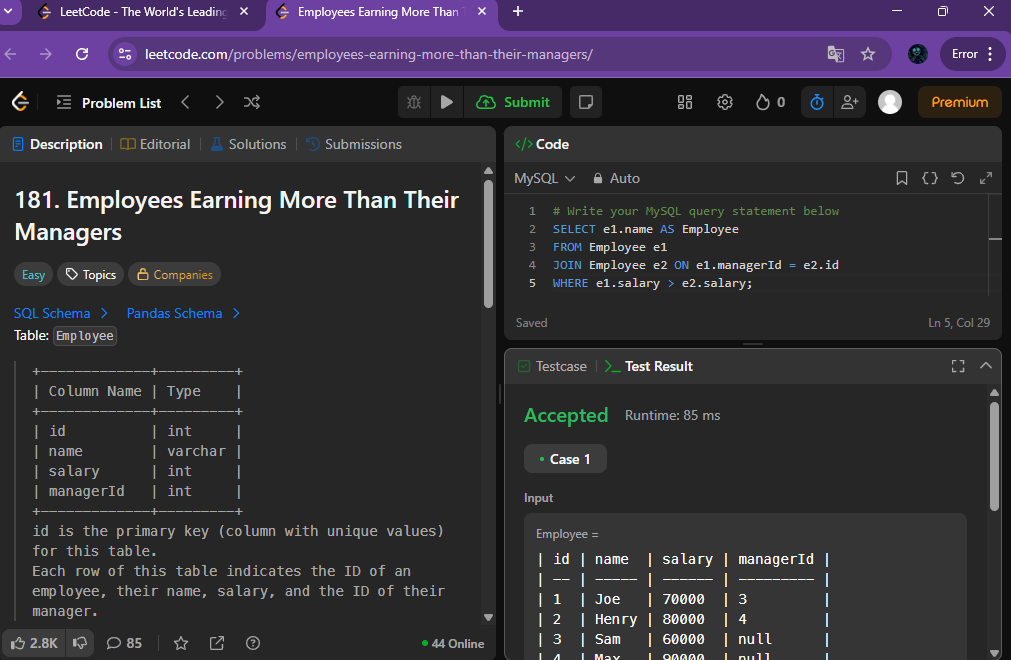 LeetCode - The World's Leading
Employees Earning More Than T
leetcode.com/problems/employees-earning-more-than-their-managers/
Error
Problem List
Submit
0
Premium
Description
Editorial
Solutions
Submissions
181. Employees Earning More Than Their
Managers
Easy
Topics
Companies
SQL Schema
Pandas Schema
Table: Employee
+-------------+---------+
| Column Name | Type    |
+-------------+---------+
| id          | int     |
| name        | varchar |
| salary      | int     |
| managerId   | int     |
+-------------+---------+
id is the primary key (column with unique values)
for this table.
Each row of this table indicates the ID of an
employee, their name, salary, and the ID of their
manager.
2.8K
85
44 Online
</> Code
MySQL
Auto
1 # Write your MySQL query statement below
2 SELECT e1.name AS Employee
3 FROM Employee e1
4 JOIN Employee e2 ON e1.managerId = e2.id
5 WHERE e1.salary > e2.salary;
Saved
Ln 5, Col 29
Testcase
Test Result
Accepted
Runtime: 85 ms
• Case 1
Input
Employee =
| id | name  | salary | managerId |
| -- | ----- | ------ | --------- |
| 1  | Joe   | 70000  | 3         |
| 2  | Henry | 80000  | 4         |
| 3  | Sam   | 60000  | null      |
| 4  | Max   | 90000  | null      |